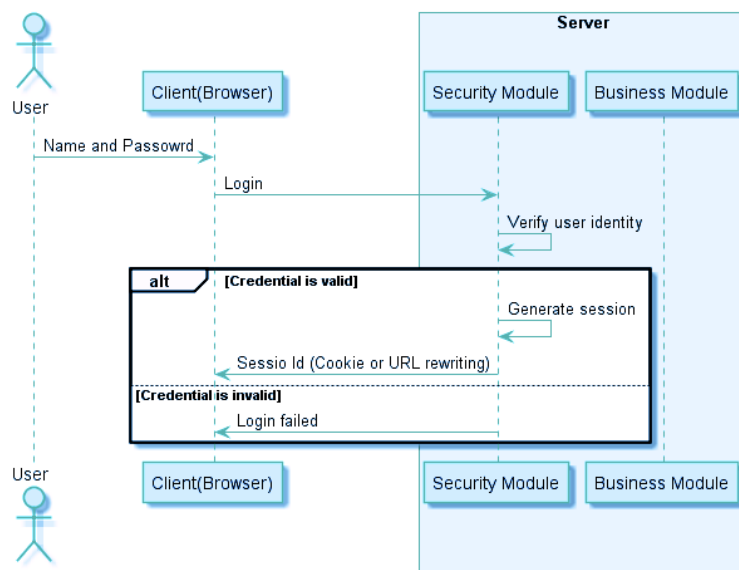 Server
User
Client(Browser)
Security Module
Business Module
Name and Passowrd
Login
Verify user identity
alt
[Credential is valid]
Generate session
Sessio Id (Cookie or URL rewriting)
[Credential is invalid]
Login failed
User
Client(Browser)
Security Module
Business Module